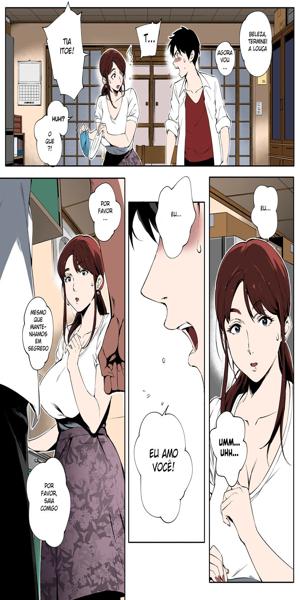 BELEZA,
TERMINEI
A LOUÇA
AGORA
VOU ...
T...
TIA
ITOE!
HUH?
O
QUE
?!
EU...
UMM...
UHH...
EU...
EU AMO
VOCÊ!
POR
FAVOR
...
MESMO
QUE
MANTE-
NHAMOS
EM
SEGREDO
POR
FAVOR,
SAIA
COMIGO